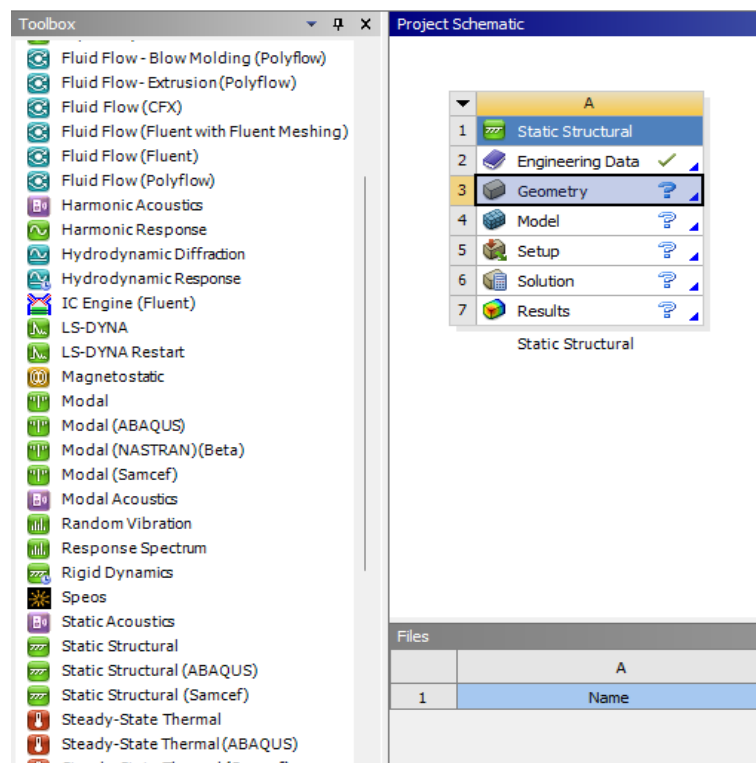 Toolbox
Fluid Flow - Blow Molding (Polyflow)
Fluid Flow - Extrusion (Polyflow)
Fluid Flow (CFX)
Fluid Flow (Fluent with Fluent Meshing)
Fluid Flow (Fluent)
Fluid Flow (Polyflow)
Harmonic Acoustics
Harmonic Response
Hydrodynamic Diffraction
Hydrodynamic Response
IC Engine (Fluent)
LS-DYNA
LS-DYNA Restart
Magnetostatic
Modal
Modal (ABAQUS)
Modal (NASTRAN)(Beta)
Modal (Samcef)
Modal Acoustics
Random Vibration
Response Spectrum
Rigid Dynamics
Speos
Static Acoustics
Static Structural
Static Structural (ABAQUS)
Static Structural (Samcef)
Steady-State Thermal
Steady-State Thermal (ABAQUS)
Project Schematic
A
1 Static Structural
2 Engineering Data
3 Geometry ?
4 Model ?
5 Setup ?
6 Solution ?
7 Results ?
Static Structural
Files
A
1 Name